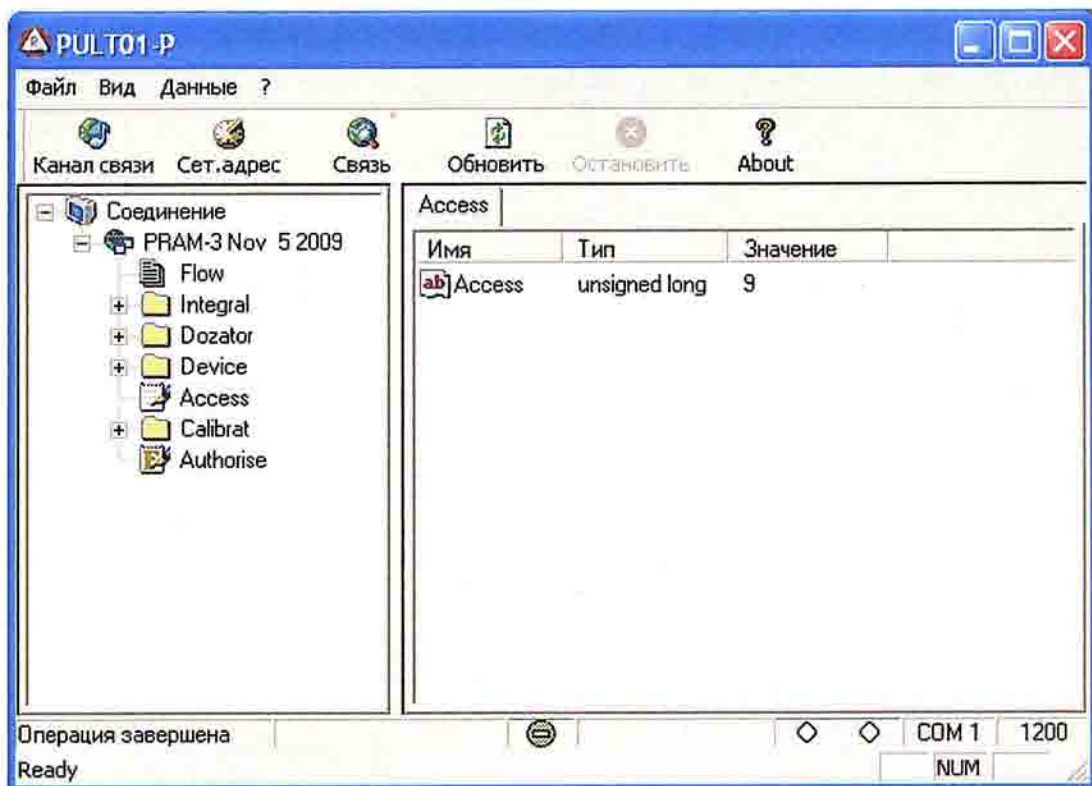 PULT01-P
Файл Вид Данные ?
Канал связи Сет.адрес Связь Обновить Остановить About
Соединение
PRAM-3 Nov 5 2009
Flow
Integral
Dozator
Device
Access
Calibrat
Authorise
Access
Имя Тип Значение
Access unsigned long 9
Операция завершена COM 1 1200
Ready NUM